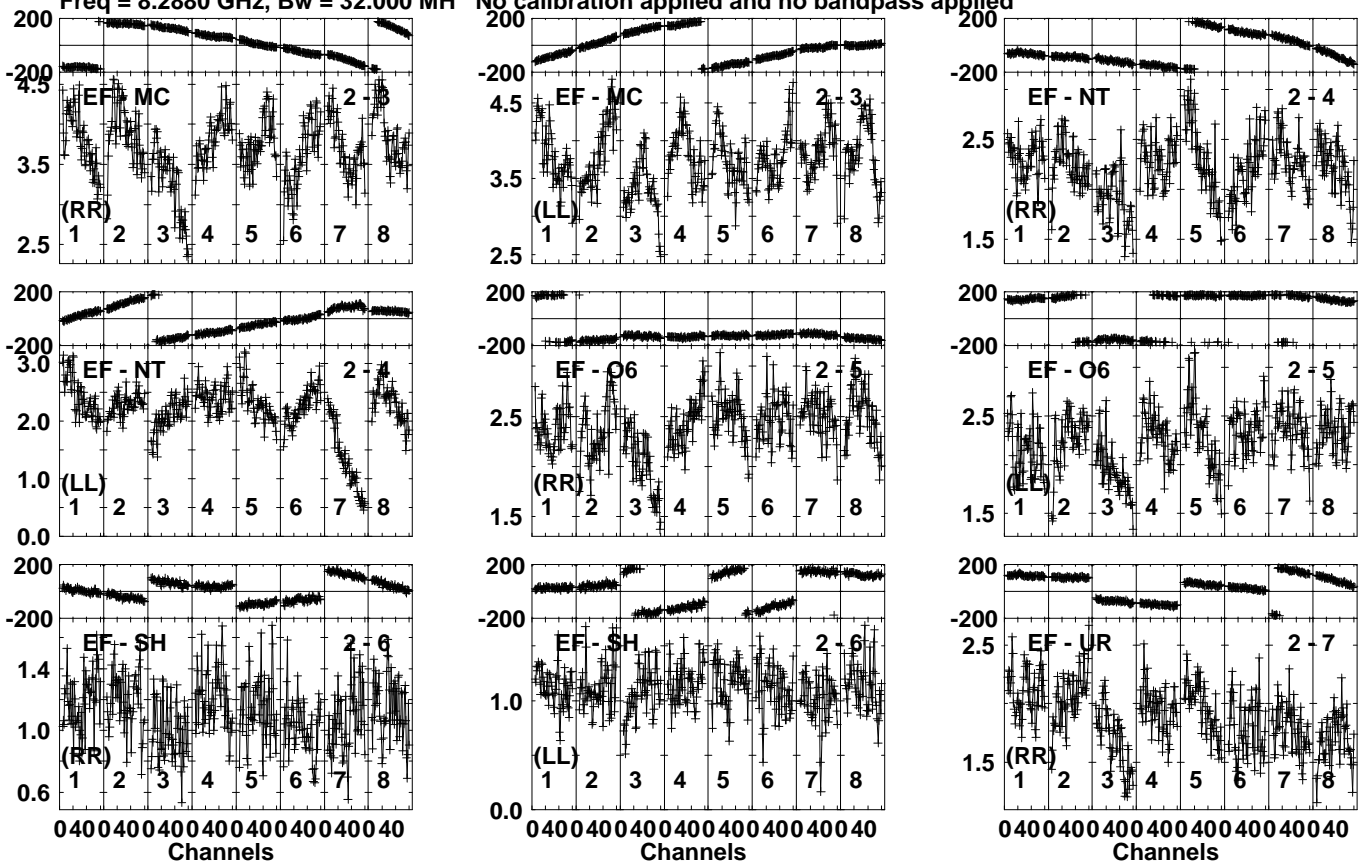 Freq = 8.2880 GHz, Bw = 32.000 MH No calibration applied and no bandpass applied
200
-200
4.5
3.5
2.5
EF - MC 2 - 3
(RR)
1 2 3 4 5 6 7 8
200
-200
4.5
3.5
2.5
EF - MC 2 - 3
(LL)
1 2 3 4 5 6 7 8
200
-200
2.5
1.5
EF - NT 2 - 4
(RR)
1 2 3 4 5 6 7 8
200
-200
3.0
2.0
1.0
0.0
EF - NT 2 - 4
(LL)
1 2 3 4 5 6 7 8
200
-200
2.5
1.5
EF - O6 2 - 5
(RR)
1 2 3 4 5 6 7 8
200
-200
2.5
1.5
EF - O6 2 - 5
(LL)
1 2 3 4 5 6 7 8
200
-200
1.4
1.0
0.6
EF - SH 2 - 6
(RR)
1 2 3 4 5 6 7 8
0 40 0 40 0 40 0 40 0 40 0 40 0 40 0 40
Channels
200
-200
1.0
0.0
EF - SH 2 - 6
(LL)
1 2 3 4 5 6 7 8
0 40 0 40 0 40 0 40 0 40 0 40 0 40 0 40
Channels
200
-200
2.5
1.5
EF - UR 2 - 7
(RR)
1 2 3 4 5 6 7 8
0 40 0 40 0 40 0 40 0 40 0 40 0 40 0 40
Channels